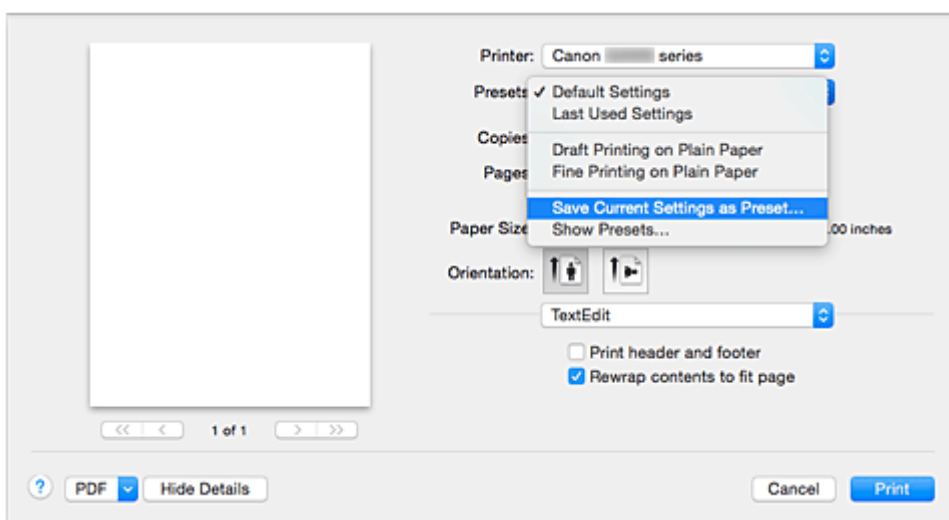 Printer: Canon series
Presets ✓ Default Settings
Last Used Settings
Copies
Draft Printing on Plain Paper
Pages
Fine Printing on Plain Paper
Save Current Settings as Preset...
Paper Size
Show Presets...
.00 inches
Orientation:
TextEdit
Print header and footer
Rewrap contents to fit page
<< < 1 of 1 > >>
? PDF Hide Details Cancel Print